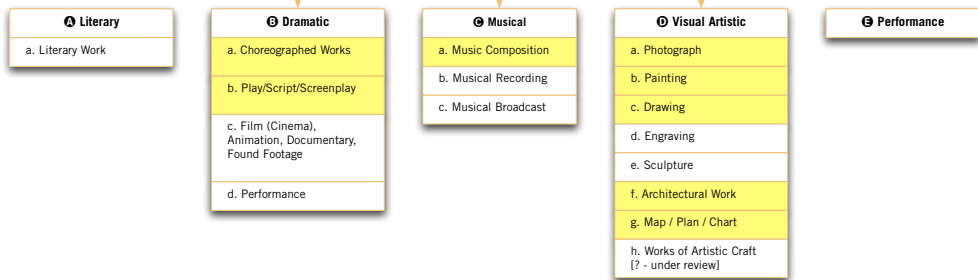 Ⓐ Literary
a. Literary Work
Ⓑ Dramatic
a. Choreographed Works
b. Play/Script/Screenplay
c. Film (Cinema),
Animation, Documentary,
Found Footage
d. Performance
Ⓒ Musical
a. Music Composition
b. Musical Recording
c. Musical Broadcast
Ⓓ Visual Artistic
a. Photograph
b. Painting
c. Drawing
d. Engraving
e. Sculpture
f. Architectural Work
g. Map / Plan / Chart
h. Works of Artistic Craft
[? - under review]
Ⓔ Performance